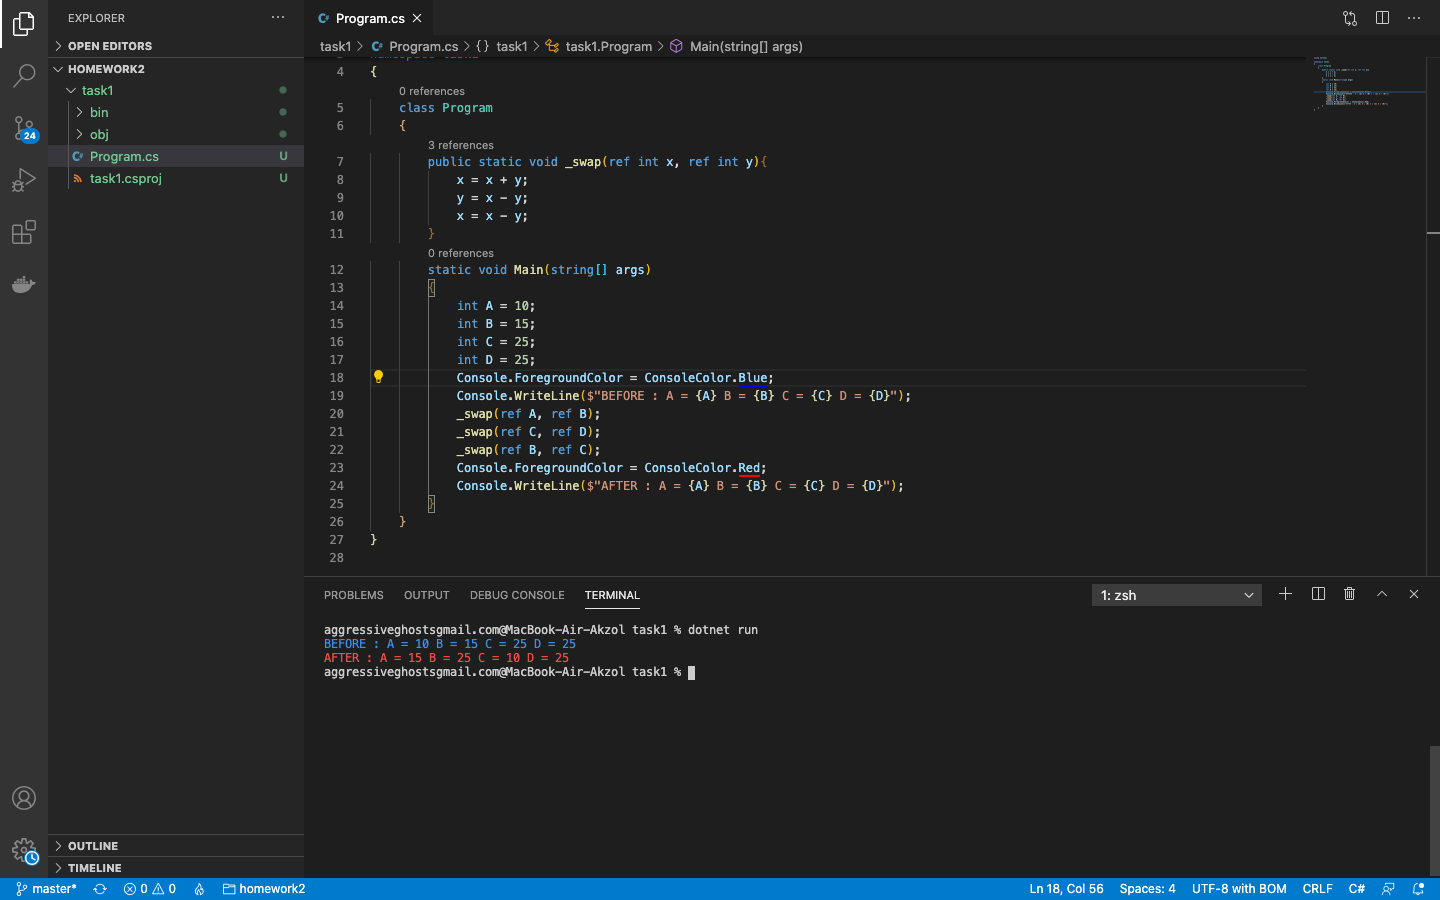 EXPLORER
OPEN EDITORS
HOMEWORK2
task1
bin
obj
Program.cs U
task1.csproj U
OUTLINE
TIMELINE
24
Program.cs
task1 > Program.cs > {} task1 > task1.Program > Main(string[] args)
4 {
0 references
5 class Program
6 {
3 references
7 public static void _swap(ref int x, ref int y){
8 x = x + y;
9 y = x - y;
10 x = x - y;
11 }
0 references
12 static void Main(string[] args)
13 {
14 int A = 10;
15 int B = 15;
16 int C = 25;
17 int D = 25;
18 Console.ForegroundColor = ConsoleColor.Blue;
19 Console.WriteLine($"BEFORE : A = {A} B = {B} C = {C} D = {D}");
20 _swap(ref A, ref B);
21 _swap(ref C, ref D);
22 _swap(ref B, ref C);
23 Console.ForegroundColor = ConsoleColor.Red;
24 Console.WriteLine($"AFTER : A = {A} B = {B} C = {C} D = {D}");
25 }
26 }
27 }
28
PROBLEMS OUTPUT DEBUG CONSOLE TERMINAL 1: zsh
aggressiveghostsgmail.com@MacBook-Air-Akzol task1 % dotnet run
BEFORE : A = 10 B = 15 C = 25 D = 25
AFTER : A = 15 B = 25 C = 10 D = 25
aggressiveghostsgmail.com@MacBook-Air-Akzol task1 %
master* 0 0 homework2 Ln 18, Col 56 Spaces: 4 UTF-8 with BOM CRLF C#